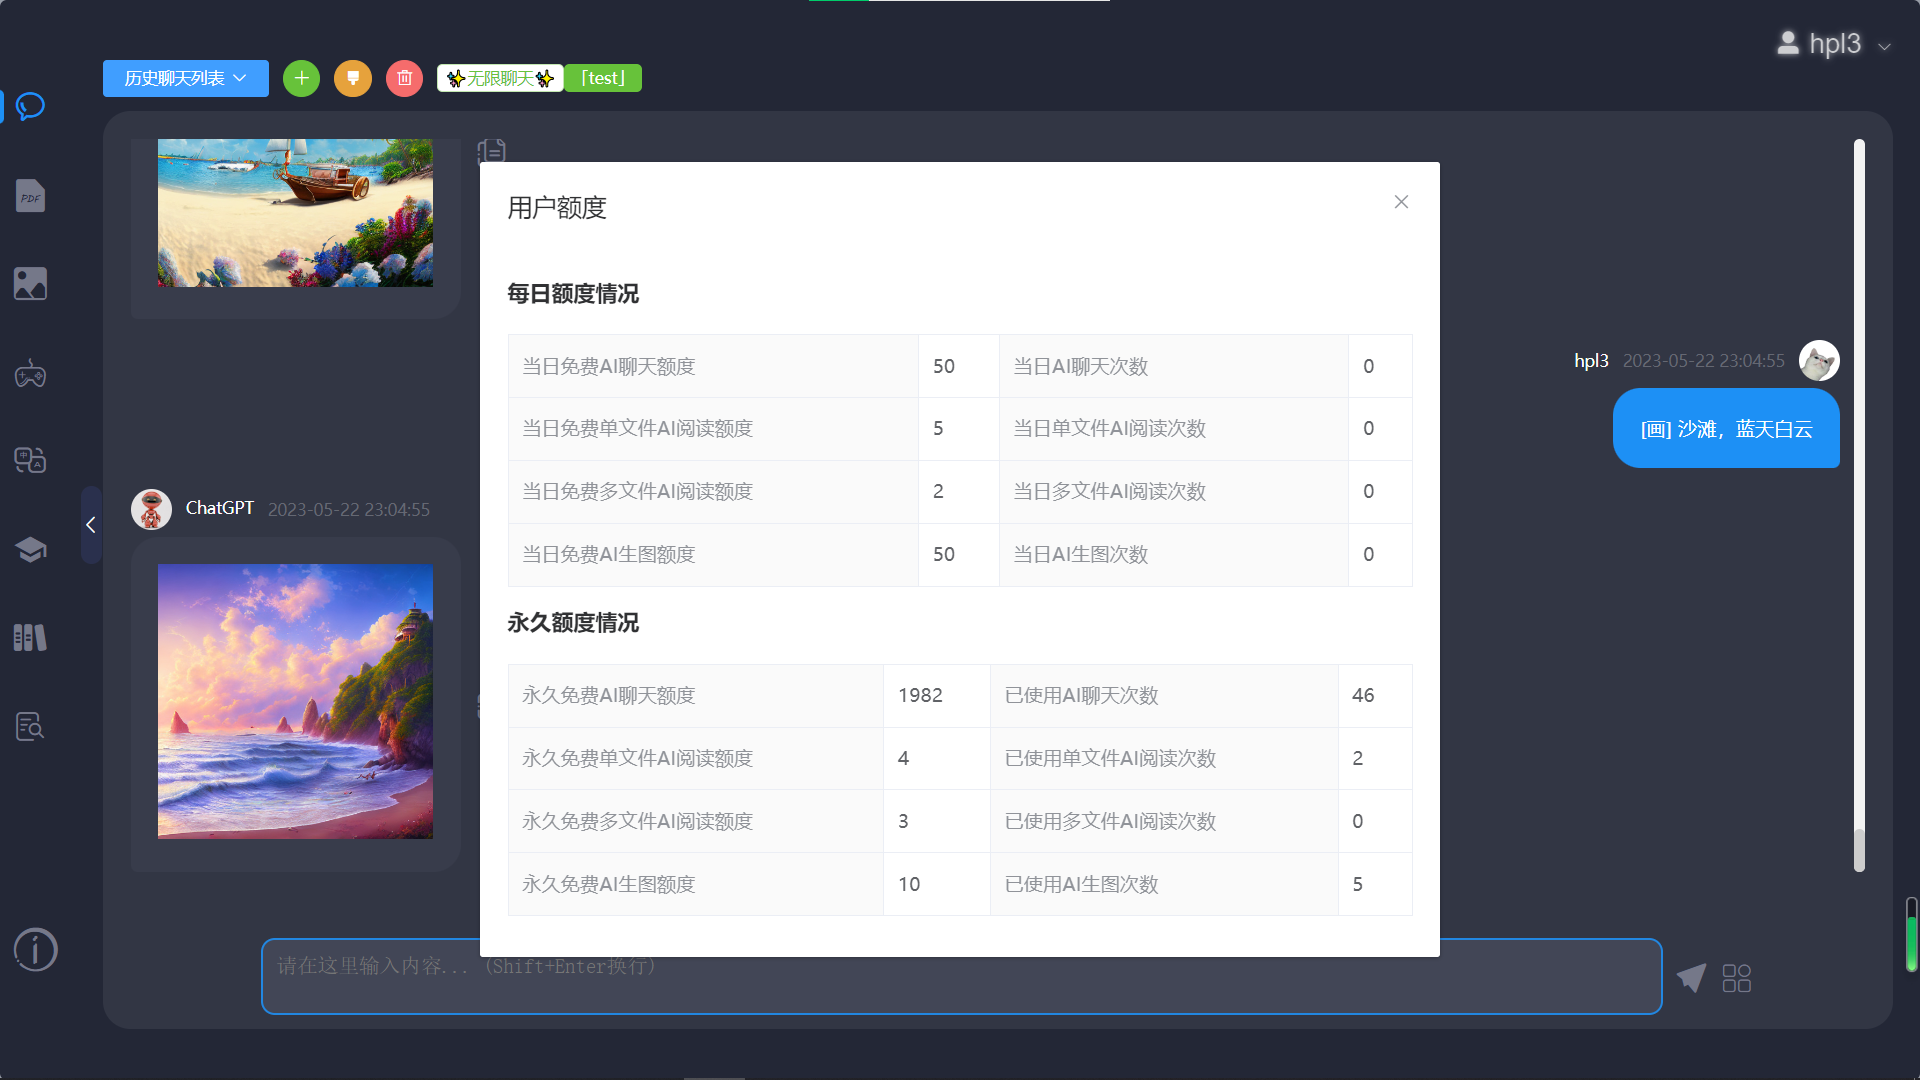 hpl3
历史聊天列表
✨无限聊天✨ 「test」
PDF
用户额度
每日额度情况
当日免费AI聊天额度 50 当日AI聊天次数 0
当日免费单文件AI阅读额度 5 当日单文件AI阅读次数 0
当日免费多文件AI阅读额度 2 当日多文件AI阅读次数 0
当日免费AI生图额度 50 当日AI生图次数 0
永久额度情况
永久免费AI聊天额度 1982 已使用AI聊天次数 46
永久免费单文件AI阅读额度 4 已使用单文件AI阅读次数 2
永久免费多文件AI阅读额度 3 已使用多文件AI阅读次数 0
永久免费AI生图额度 10 已使用AI生图次数 5
hpl3 2023-05-22 23:04:55
[画] 沙滩，蓝天白云
ChatGPT 2023-05-22 23:04:55
请在这里输入内容... (Shift+Enter换行)
中 A